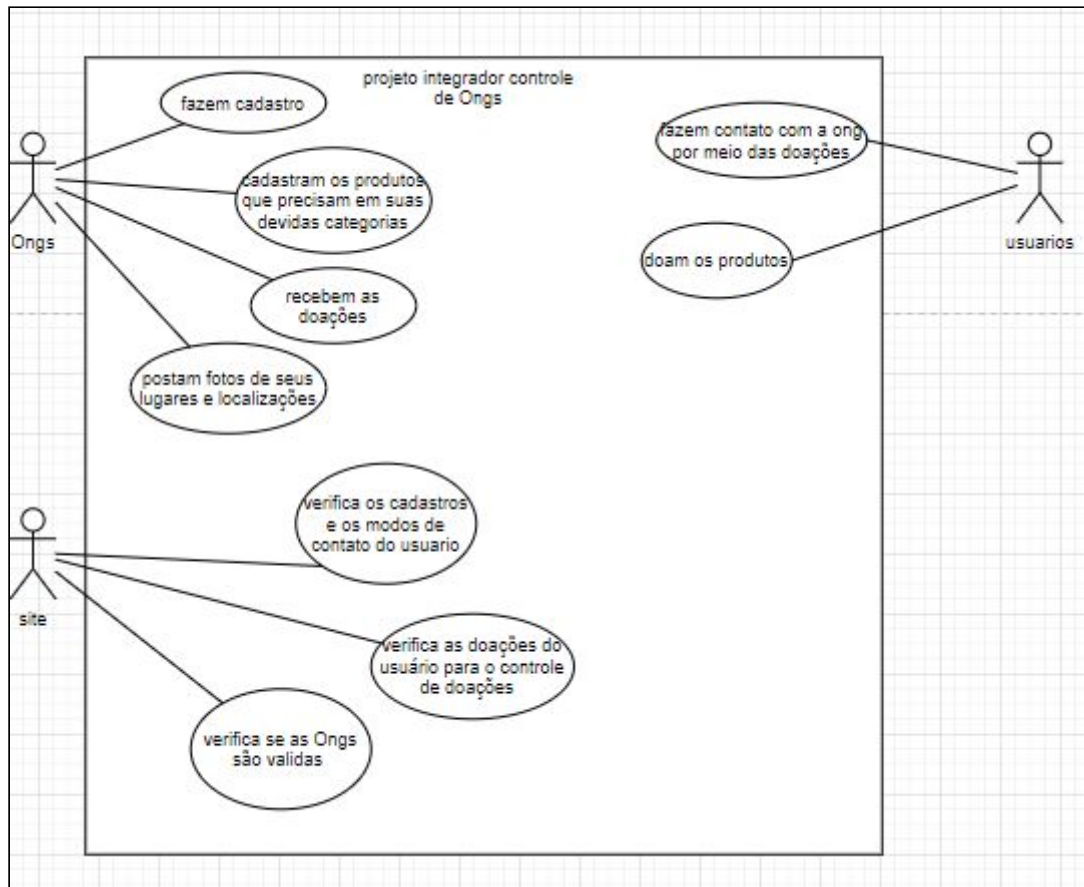 projeto integrador controle
de Ongs
fazem cadastro
fazem contato com a ong
por meio das doações
cadastram os produtos
que precisam em suas
devidas categorias
Ongs
usuarios
doam os produtos
recebem as
doações
postam fotos de seus
lugares e localizações
verifica os cadastros
e os modos de
contato do usuario
site
verifica as doações do
usuário para o controle
de doações
verifica se as Ongs
são validas